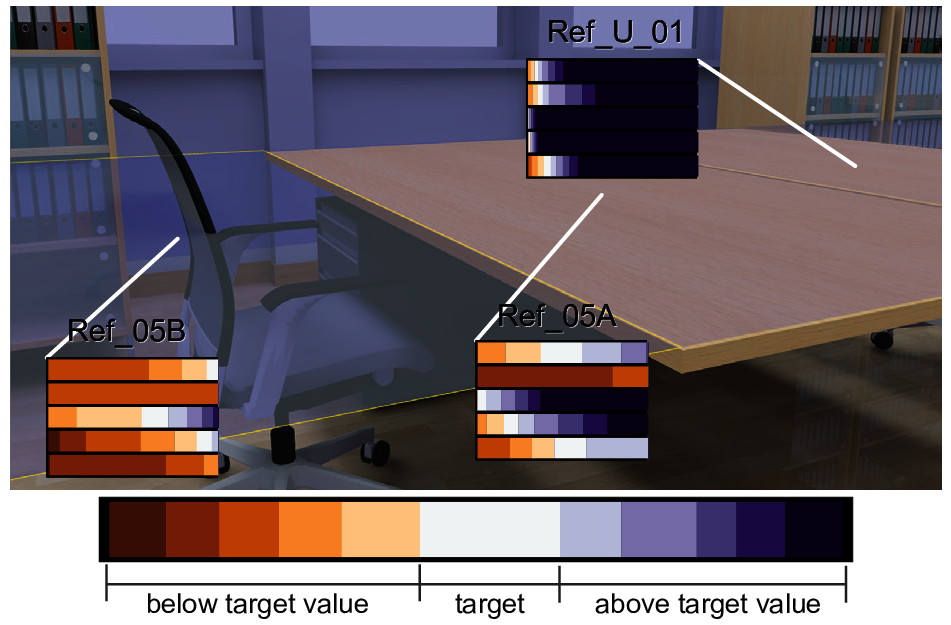 Ref_U_01
Ref_05B
Ref_05A
below target value
target
above target value